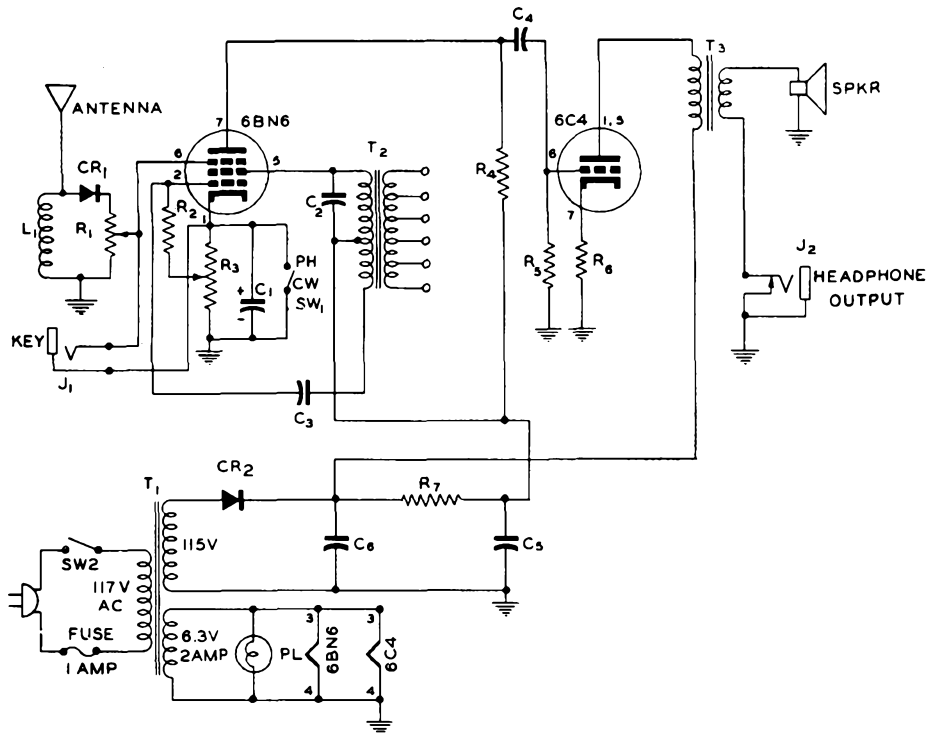 C4
T3
ANTENNA
7
6BN6
6C4
1,5
SPKR
6
5
T2
6
CR1
2
R4
R2
C2
L1
R1
1
7
R3
PH
CW
SW1
C1
+
-
R5
R6
J2
HEADPHONE
OUTPUT
KEY
J1
C3
CR2
T1
R7
115V
C6
C5
SW2
117V
AC
FUSE
1 AMP
6.3V
2AMP
PL
3
6BN6
4
3
6C4
4